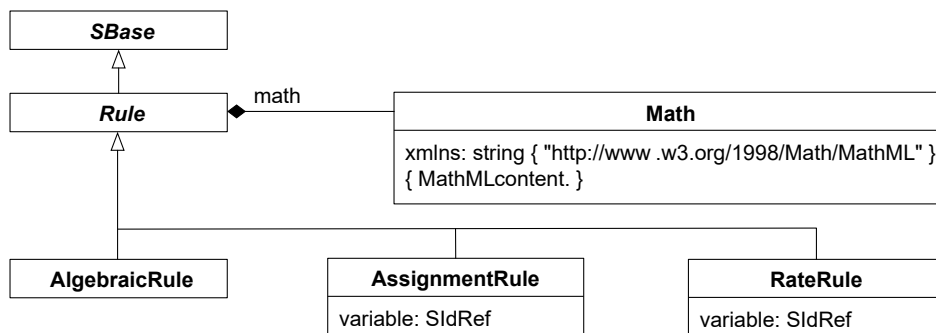 SBase
Rule
math
Math
xmlns: string { "http://www .w3.org/1998/Math/MathML" }
{ MathMLcontent. }
AlgebraicRule
AssignmentRule
RateRule
variable: SIdRef
variable: SIdRef